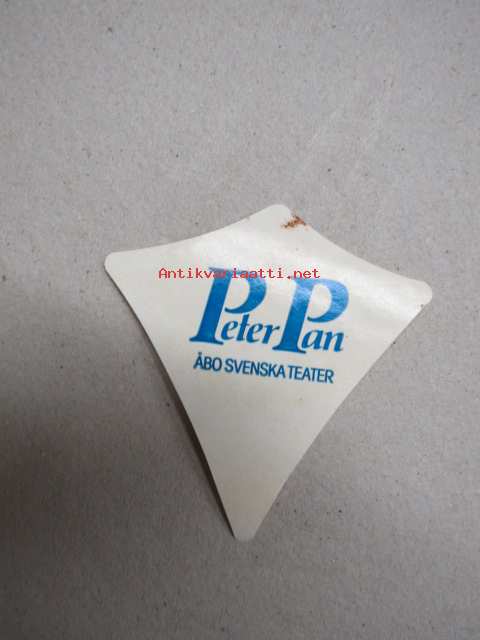 Antikvariaatti.net
Peter Pan
ÅBO SVENSKA TEATER